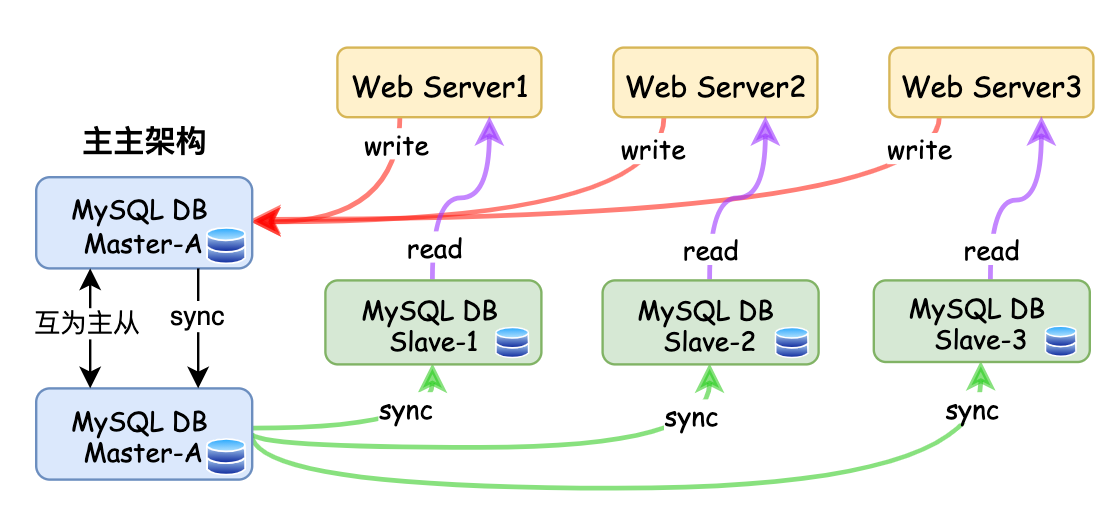 Web Server1
Web Server2
Web Server3
主主架构
write
write
write
MySQL DB
Master-A
read
read
read
互为主从
sync
MySQL DB
Slave-1
MySQL DB
Slave-2
MySQL DB
Slave-3
MySQL DB
Master-A
sync
sync
sync